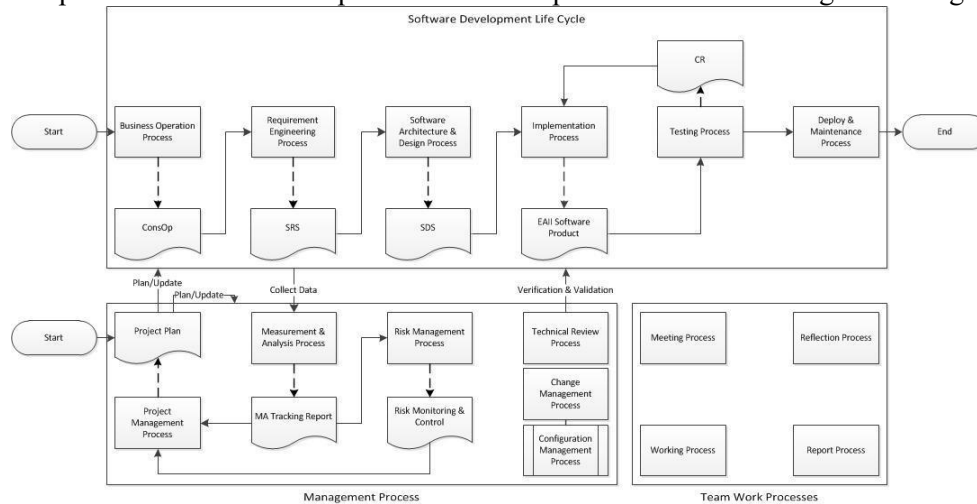 Software Development Life Cycle
CR
Start
Business Operation
Process
Requirement
Engineering
Process
Software
Architecture &
Design Process
Implementation
Process
Testing Process
Deploy &
Maintenance
Process
End
ConsOp
SRS
SDS
EAII Software
Product
Plan/Update
Plan/Update
Collect Data
Verification & Validation
Start
Project Plan
Measurement &
Analysis Process
Risk Management
Process
Technical Review
Process
Meeting Process
Reflection Process
Change
Management
Process
Project
Management
Process
MA Tracking Report
Risk Monitoring &
Control
Configuration
Management
Process
Working Process
Report Process
Management Process
Team Work Processes